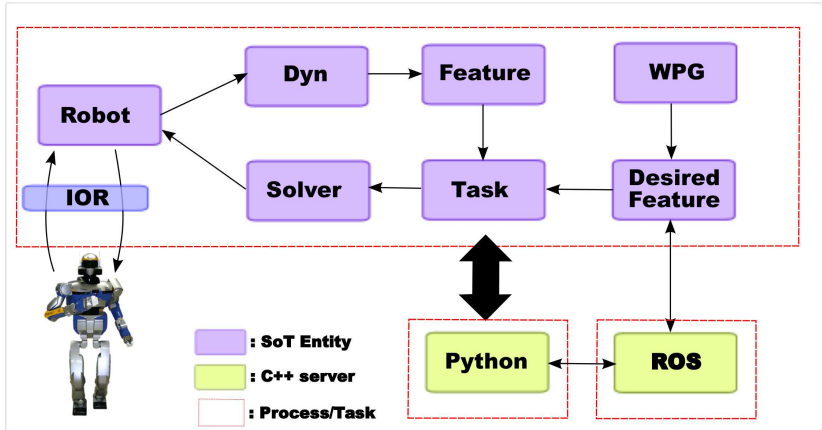 Dyn
Feature
WPG
Robot
Solver
Task
Desired
Feature
IOR
Python
ROS
: SoT Entity
: C++ server
: Process/Task